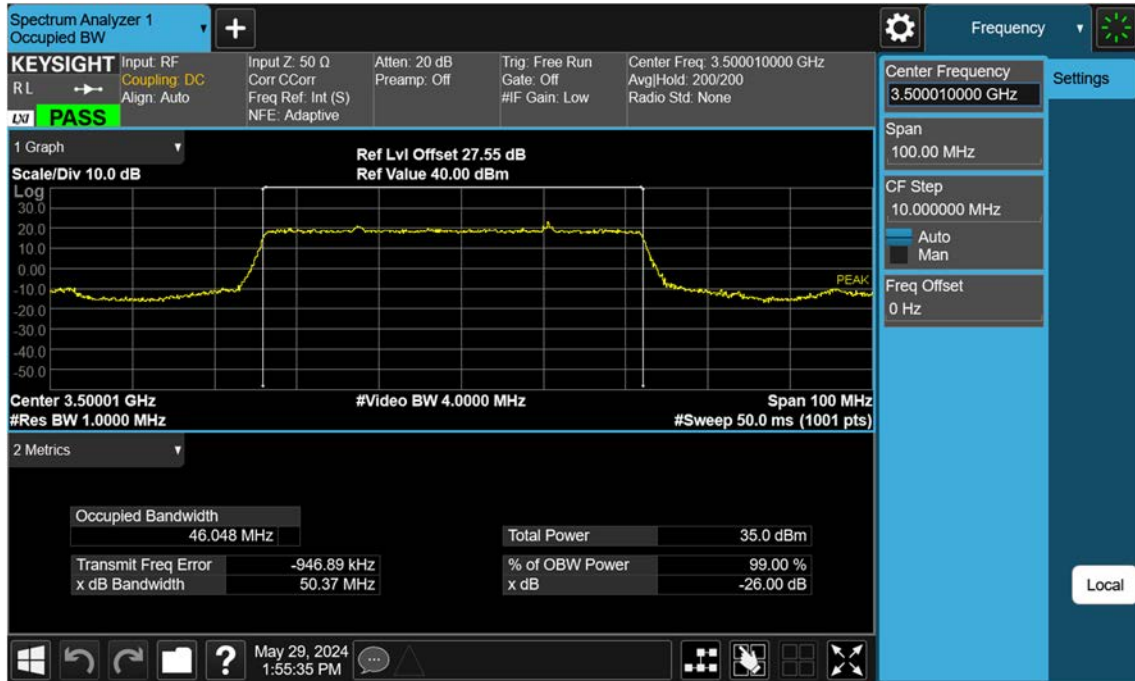 Spectrum Analyzer 1
Occupied BW
Frequency
KEYSIGHT
R L
LXI
PASS
Input: RF
Coupling: DC
Align: Auto
Input Z: 50 Ω
Corr CCorr
Freq Ref: Int (S)
NFE: Adaptive
Atten: 20 dB
Preamp: Off
Trig: Free Run
Gate: Off
#IF Gain: Low
Center Freq: 3.500010000 GHz
Avg|Hold: 200/200
Radio Std: None
Center Frequency
3.500010000 GHz
Settings
Span
100.00 MHz
CF Step
10.000000 MHz
Auto
Man
Freq Offset
0 Hz
Local
1 Graph
Scale/Div 10.0 dB
Ref Lvl Offset 27.55 dB
Ref Value 40.00 dBm
Log
30.0
20.0
10.0
0.00
-10.0
-20.0
-30.0
-40.0
-50.0
PEAK
Center 3.50001 GHz
#Video BW 4.0000 MHz
Span 100 MHz
#Res BW 1.0000 MHz
#Sweep 50.0 ms (1001 pts)
2 Metrics
Occupied Bandwidth
46.048 MHz
Total Power 35.0 dBm
Transmit Freq Error -946.89 kHz
% of OBW Power 99.00 %
x dB Bandwidth 50.37 MHz
x dB -26.00 dB
?
May 29, 2024
1:55:35 PM